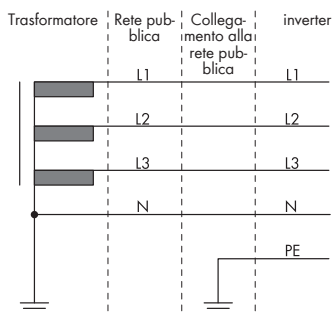 Trasformatore
Rete pub-
blica
Collega-
mento alla
rete pub-
blica
inverter
L1
L1
L2
L2
L3
L3
N
N
PE